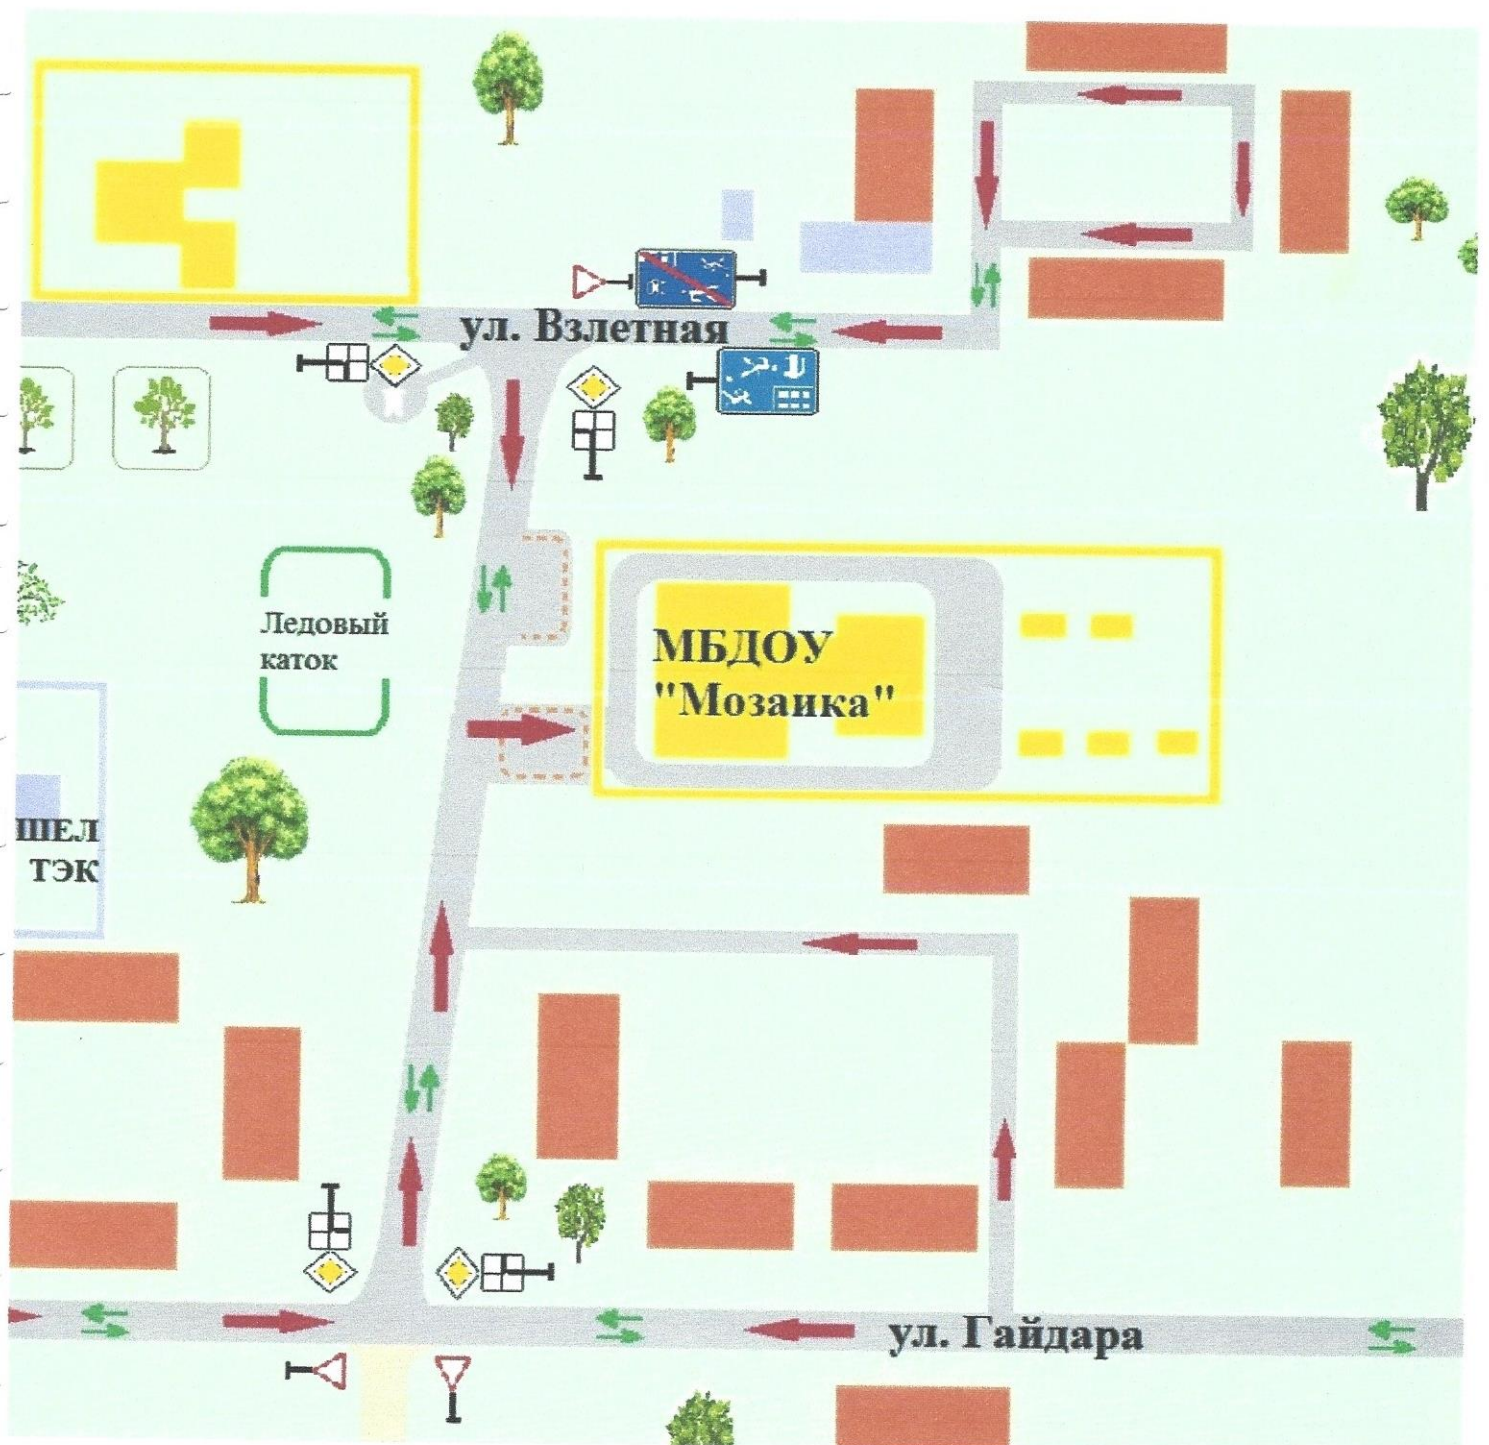 ул. Взлетная
Ледовый
каток
МБДОУ
"Мозаика"
ШЕЛ
ТЭК
ул. Гайдара